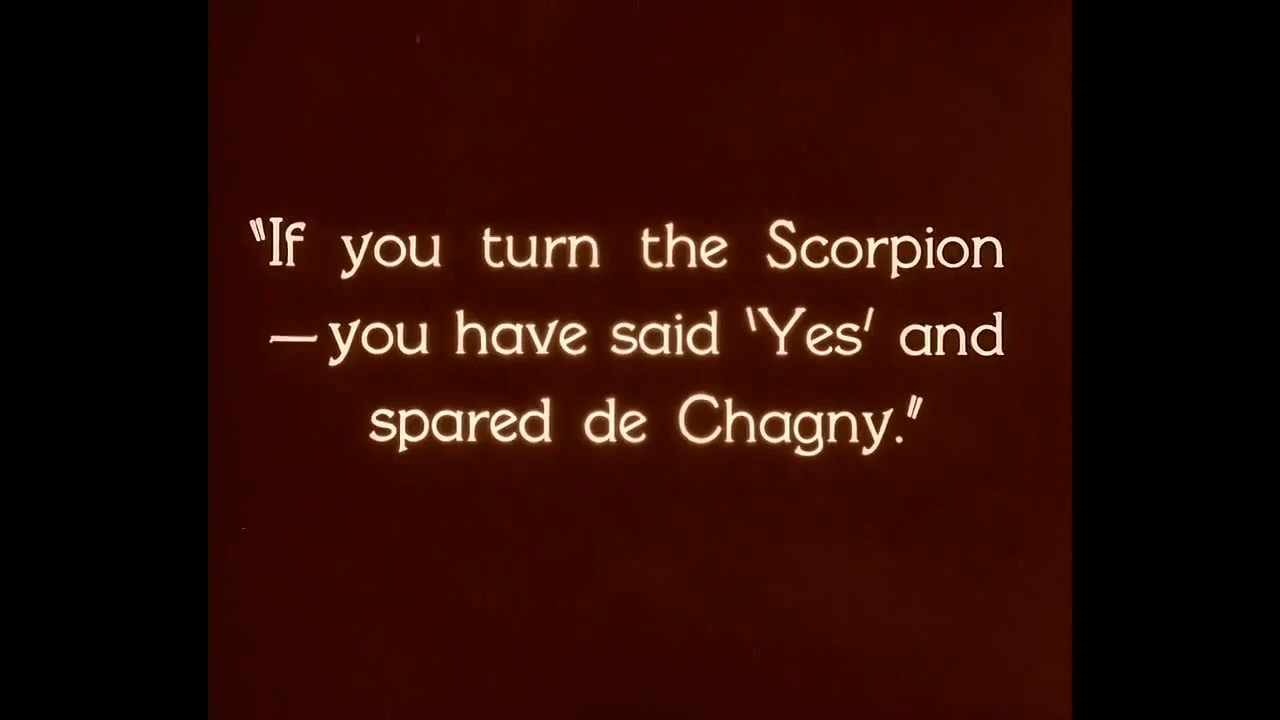 "If you turn the Scorpion
—you have said 'Yes' and
spared de Chagny."